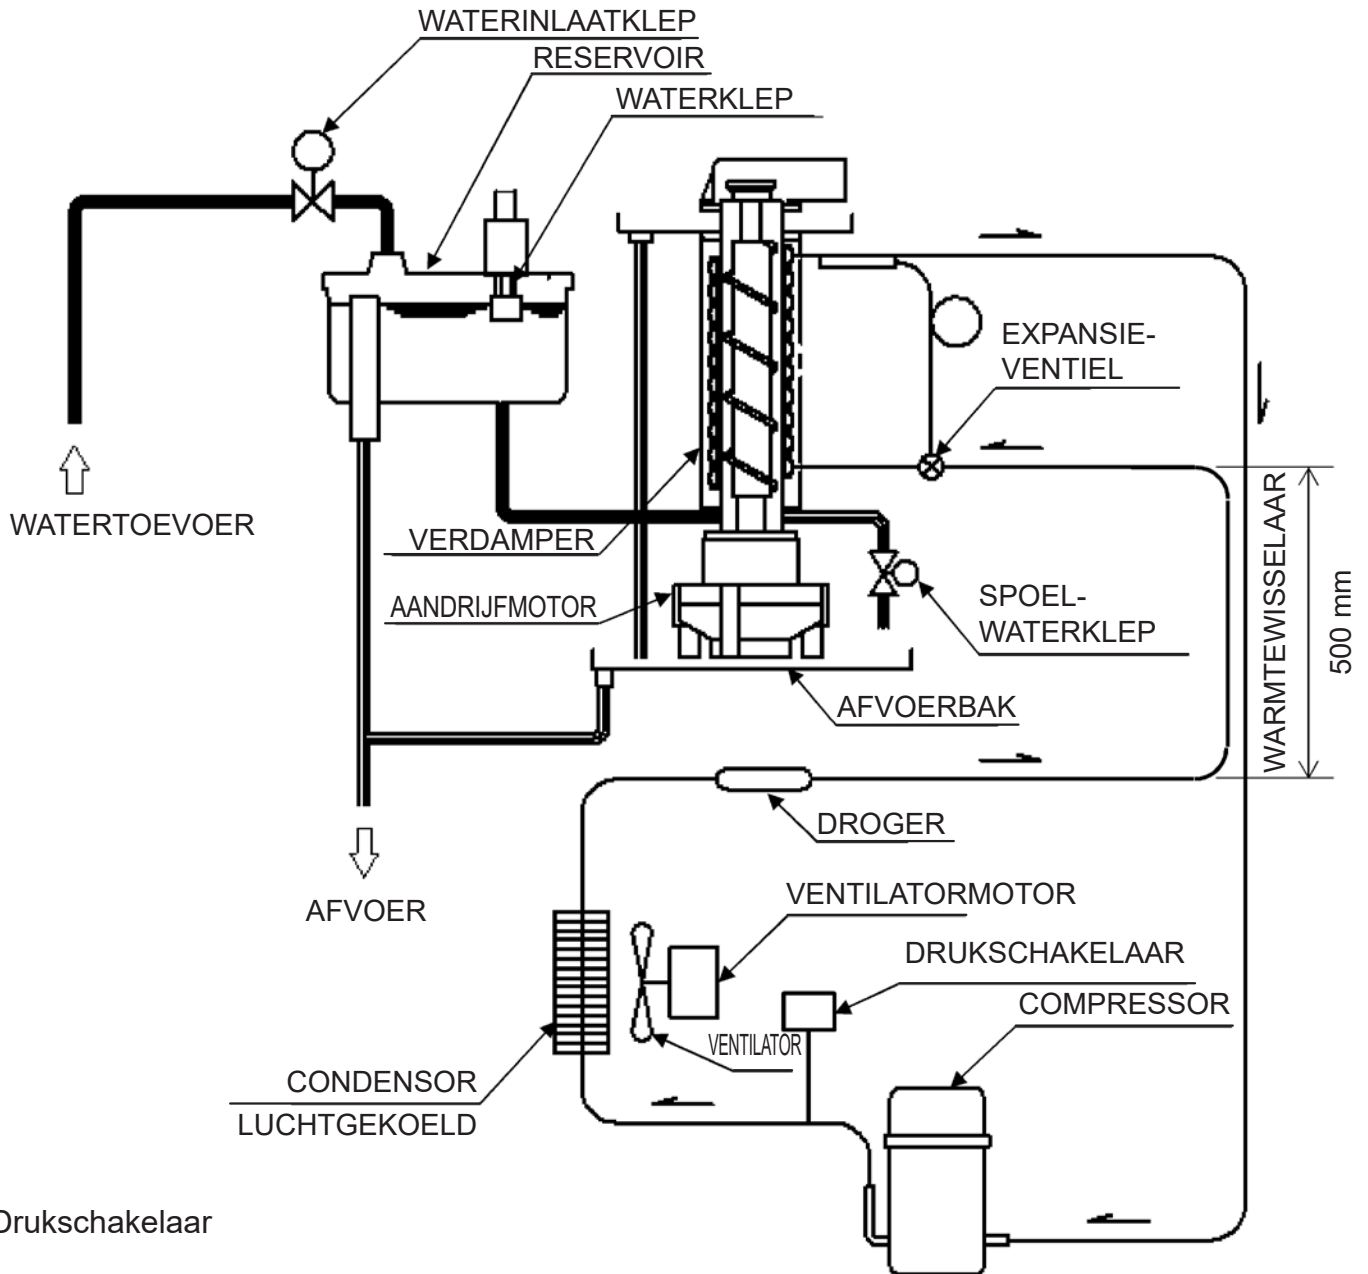 WATERINLAATKLEP
RESERVOIR
WATERKLEP
EXPANSIE-
VENTIEL
WATERTOEVOER
VERDAMPER
AANDRIJFMOTOR
SPOEL-
WATERKLEP
WARMTEWISSELAAR
500 mm
AFVOERBAK
DROGER
AFVOER
VENTILATORMOTOR
DRUKSCHAKELAAR
COMPRESSOR
VENTILATOR
CONDENSOR
LUCHTGEKOELD
Drukschakelaar